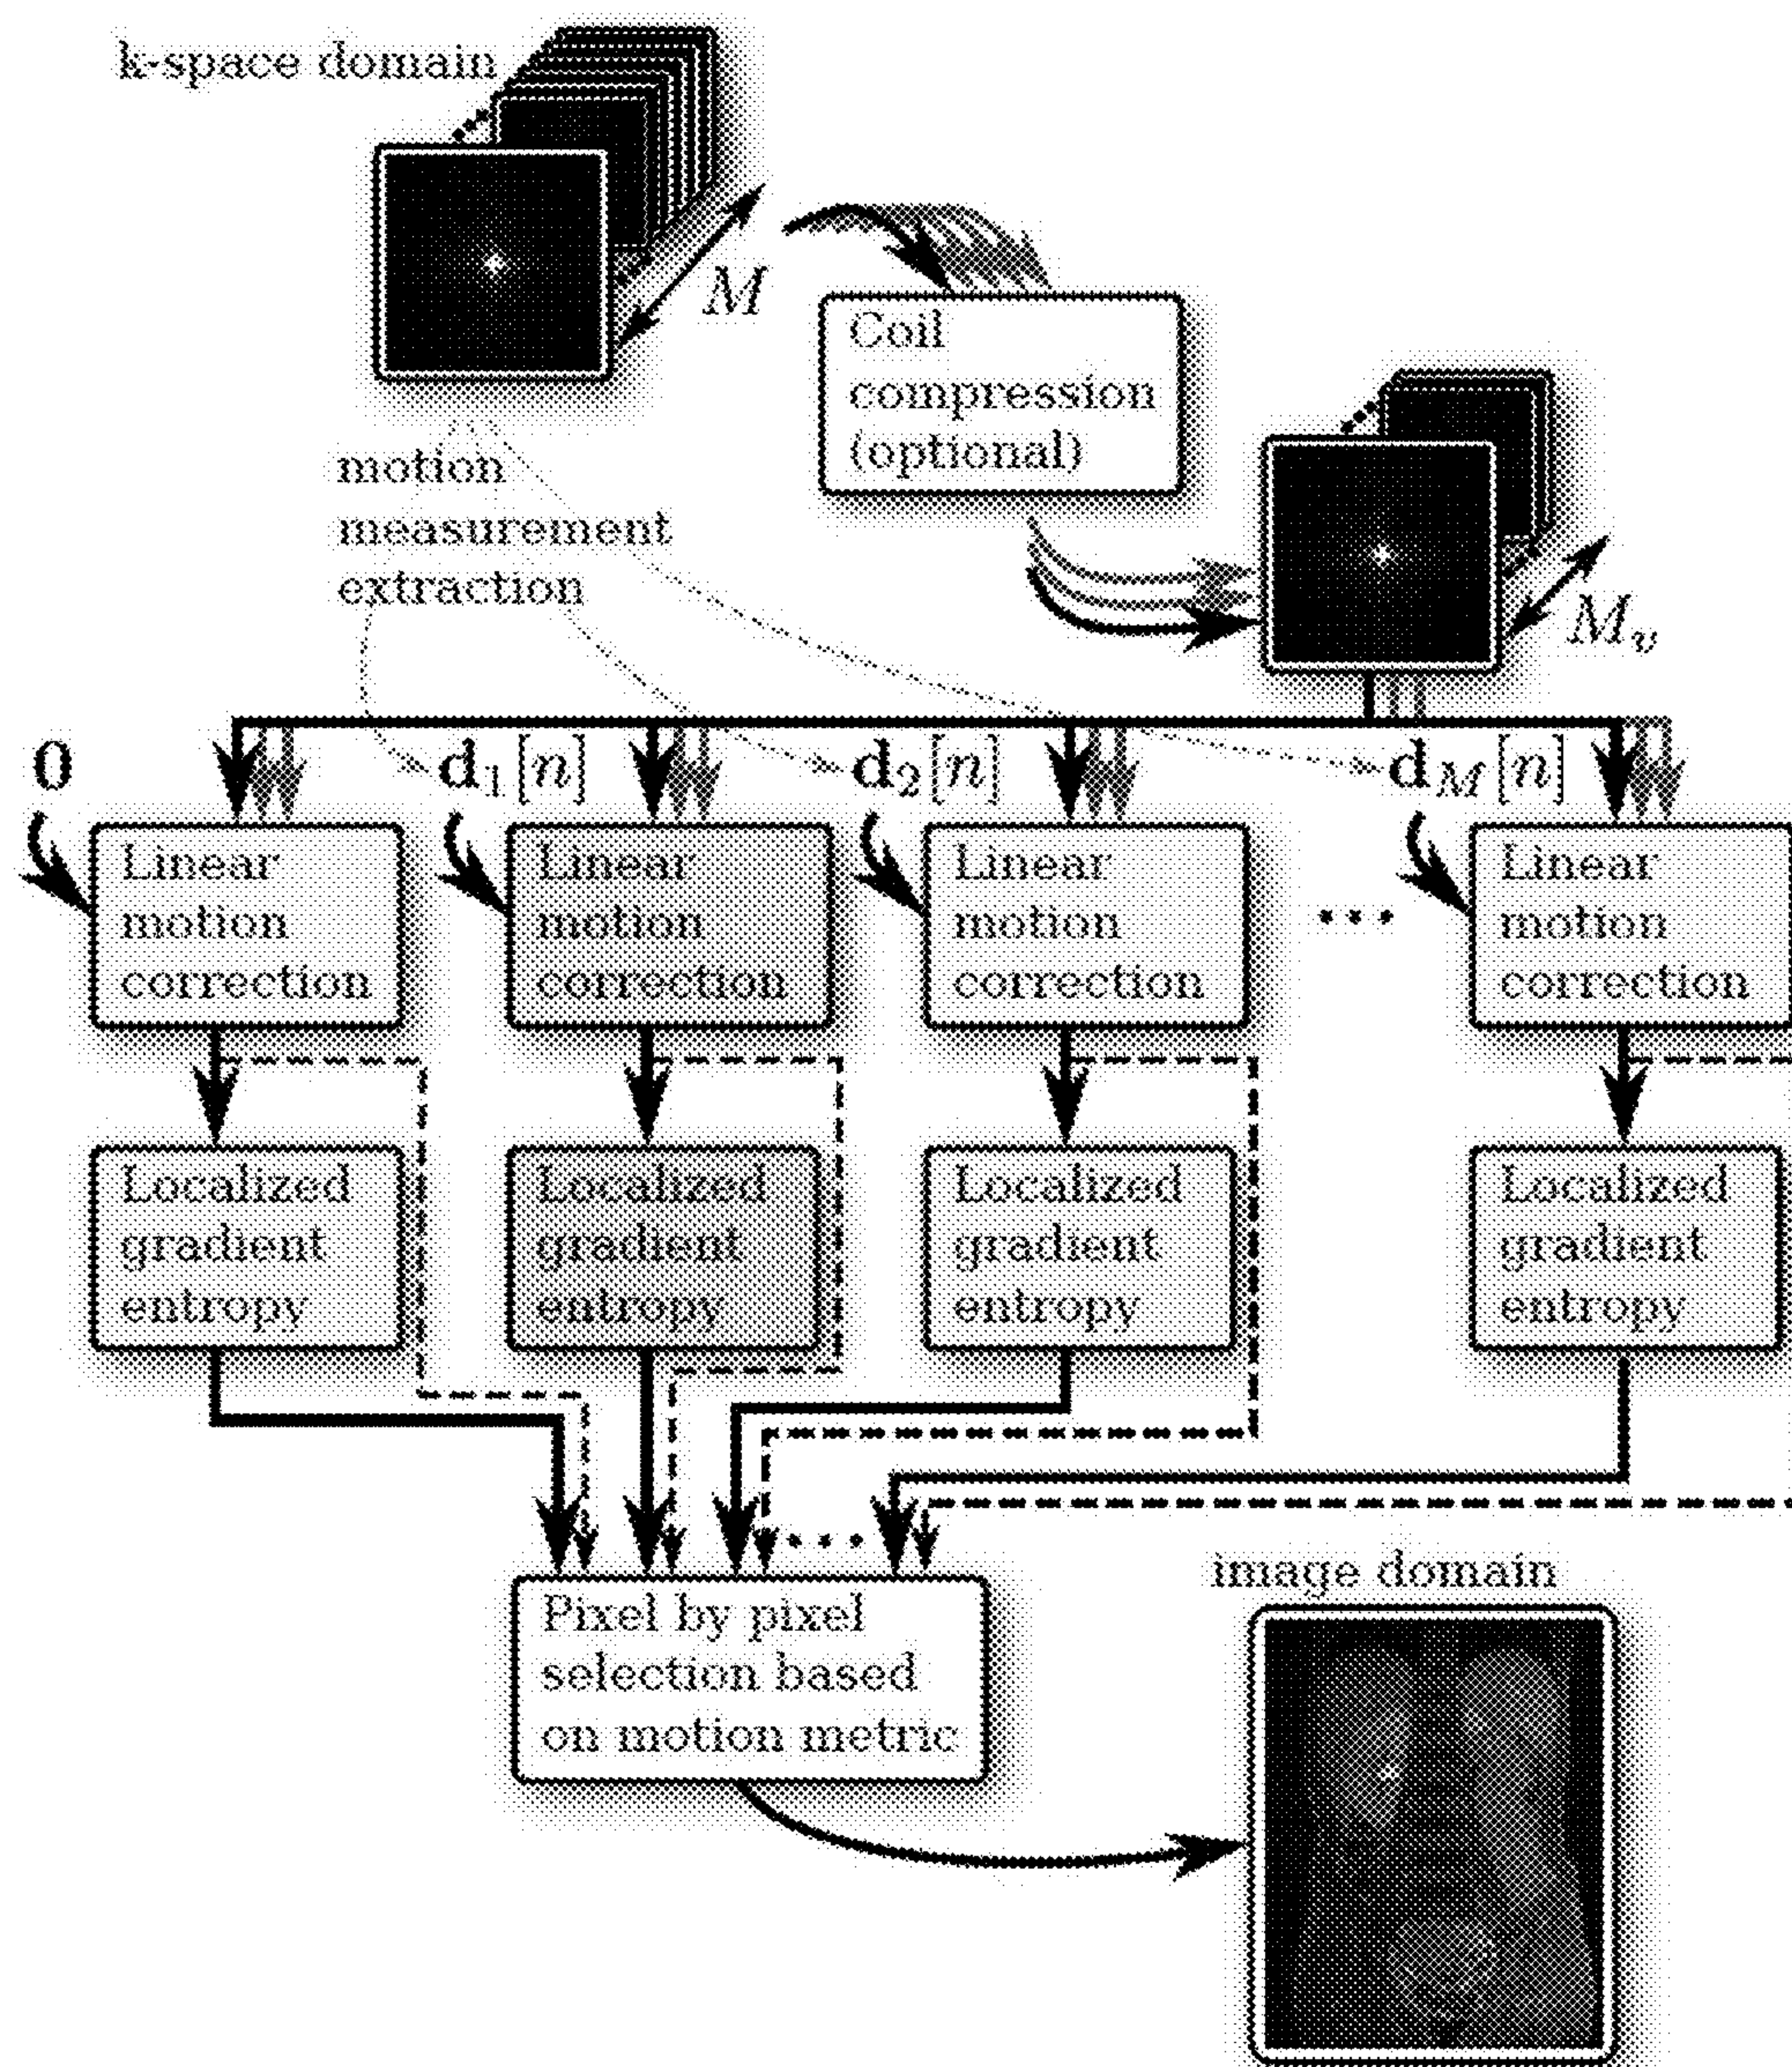 k-space domain
M
Coil
compression
(optional)
motion
measurement
extraction
M_v
0
d_1[n]
d_2[n]
d_M[n]
Linear
motion
correction
Linear
motion
correction
Linear
motion
correction
...
Linear
motion
correction
Localized
gradient
entropy
Localized
gradient
entropy
Localized
gradient
entropy
Localized
gradient
entropy
...
Pixel by pixel
selection based
on motion metric
image domain